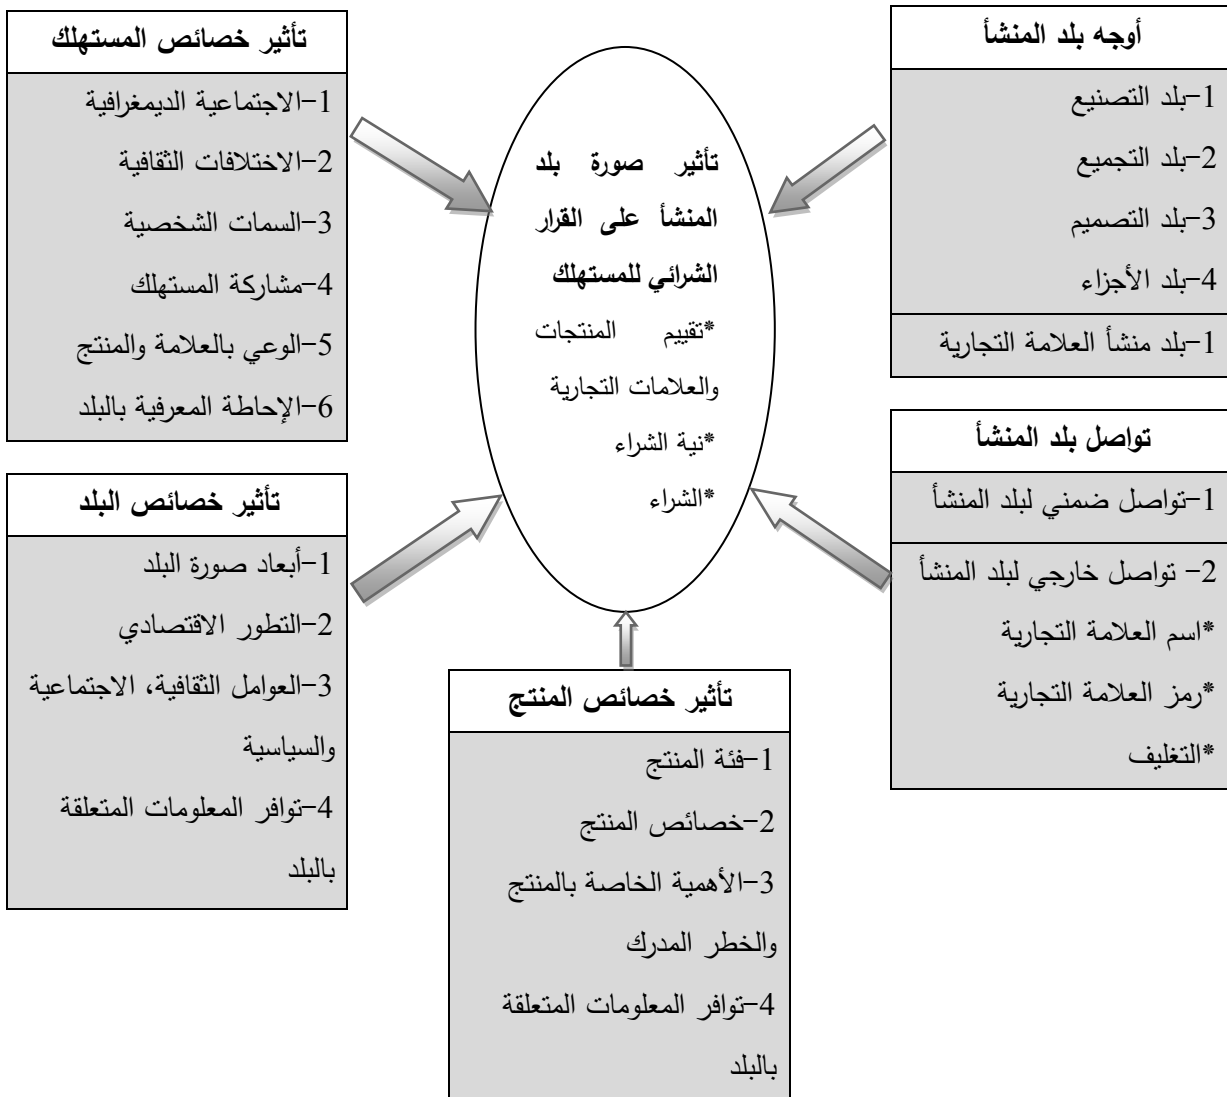 أوجه بلد المنشأ
1-بلد التصنيع
2-بلد التجميع
3-بلد التصميم
4-بلد الأجزاء
1-بلد منشأ العلامة التجارية
تواصل بلد المنشأ
1-تواصل ضمني لبلد المنشأ
2- تواصل خارجي لبلد المنشأ
*اسم العلامة التجارية
*رمز العلامة التجارية
*التغليف
تأثير صورة بلد
المنشأ على القرار
الشرائي للمستهلك
*تقييم المنتجات
والعلامات التجارية
*نية الشراء
*الشراء
تأثير خصائص المستهلك
1-الاجتماعية الديمغرافية
2-الاختلافات الثقافية
3-السمات الشخصية
4-مشاركة المستهلك
5-الوعي بالعلامة والمنتج
6-الإحاطة المعرفية بالبلد
تأثير خصائص البلد
1-أبعاد صورة البلد
2-التطور الاقتصادي
3-العوامل الثقافية، الاجتماعية
والسياسية
4-توافر المعلومات المتعلقة
بالبلد
تأثير خصائص المنتج
1-فئة المنتج
2-خصائص المنتج
3-الأهمية الخاصة بالمنتج
والخطر المدرك
4-توافر المعلومات المتعلقة
بالبلد